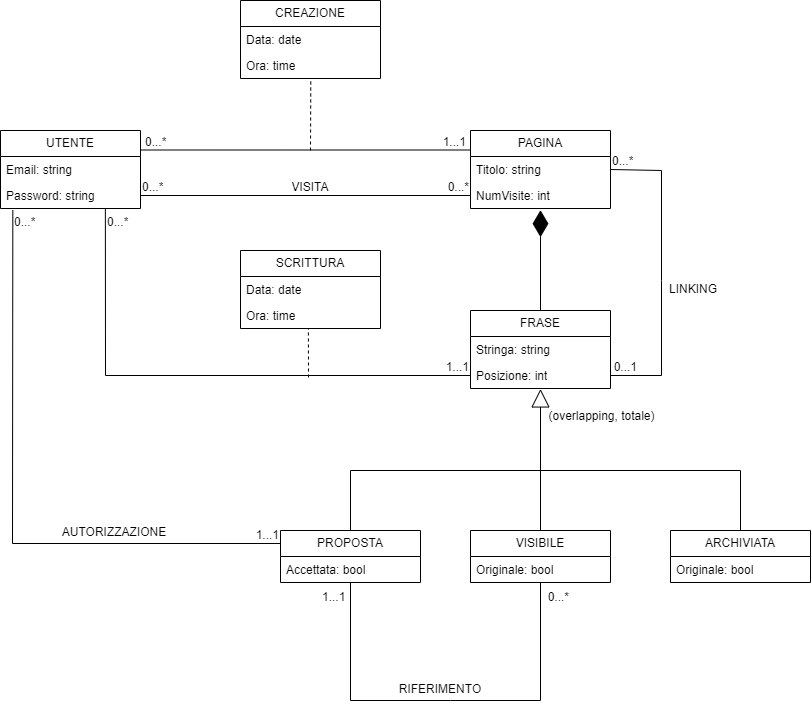 CREAZIONE
Data: date
Ora: time
UTENTE
Email: string
Password: string
0...*
1...1
PAGINA
Titolo: string
NumVisite: int
0...*
0...*
VISITA
0...*
0...*
0...*
SCRITTURA
Data: date
Ora: time
LINKING
FRASE
Stringa: string
Posizione: int
1...1
0...1
(overlapping, totale)
AUTORIZZAZIONE
1...1
PROPOSTA
Accettata: bool
VISIBILE
Originale: bool
ARCHIVIATA
Originale: bool
1...1
0...*
RIFERIMENTO